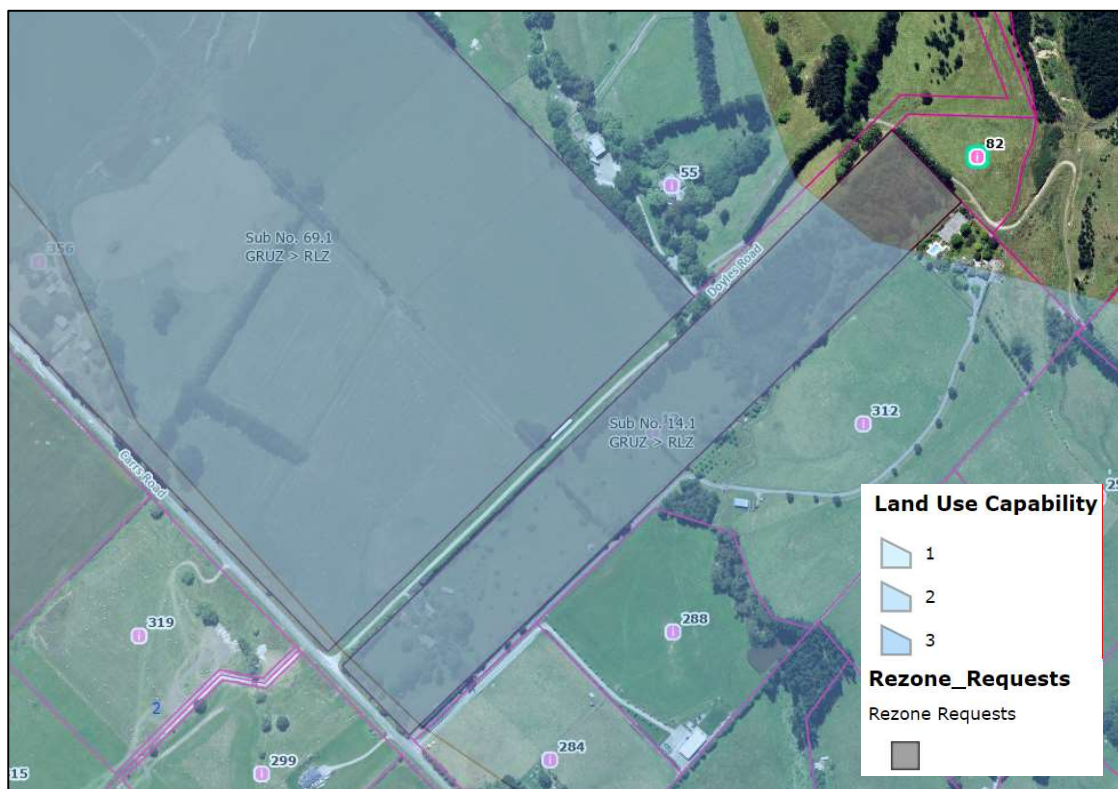 82
55
Sub No. 69.1
GRUZ > RLZ
356
Doyles Road
Sub No. 14.1
GRUZ > RLZ
312
Carrs Road
Land Use Capability
1
2
3
319
288
Rezone_Requests
Rezone Requests
2
284
299
315